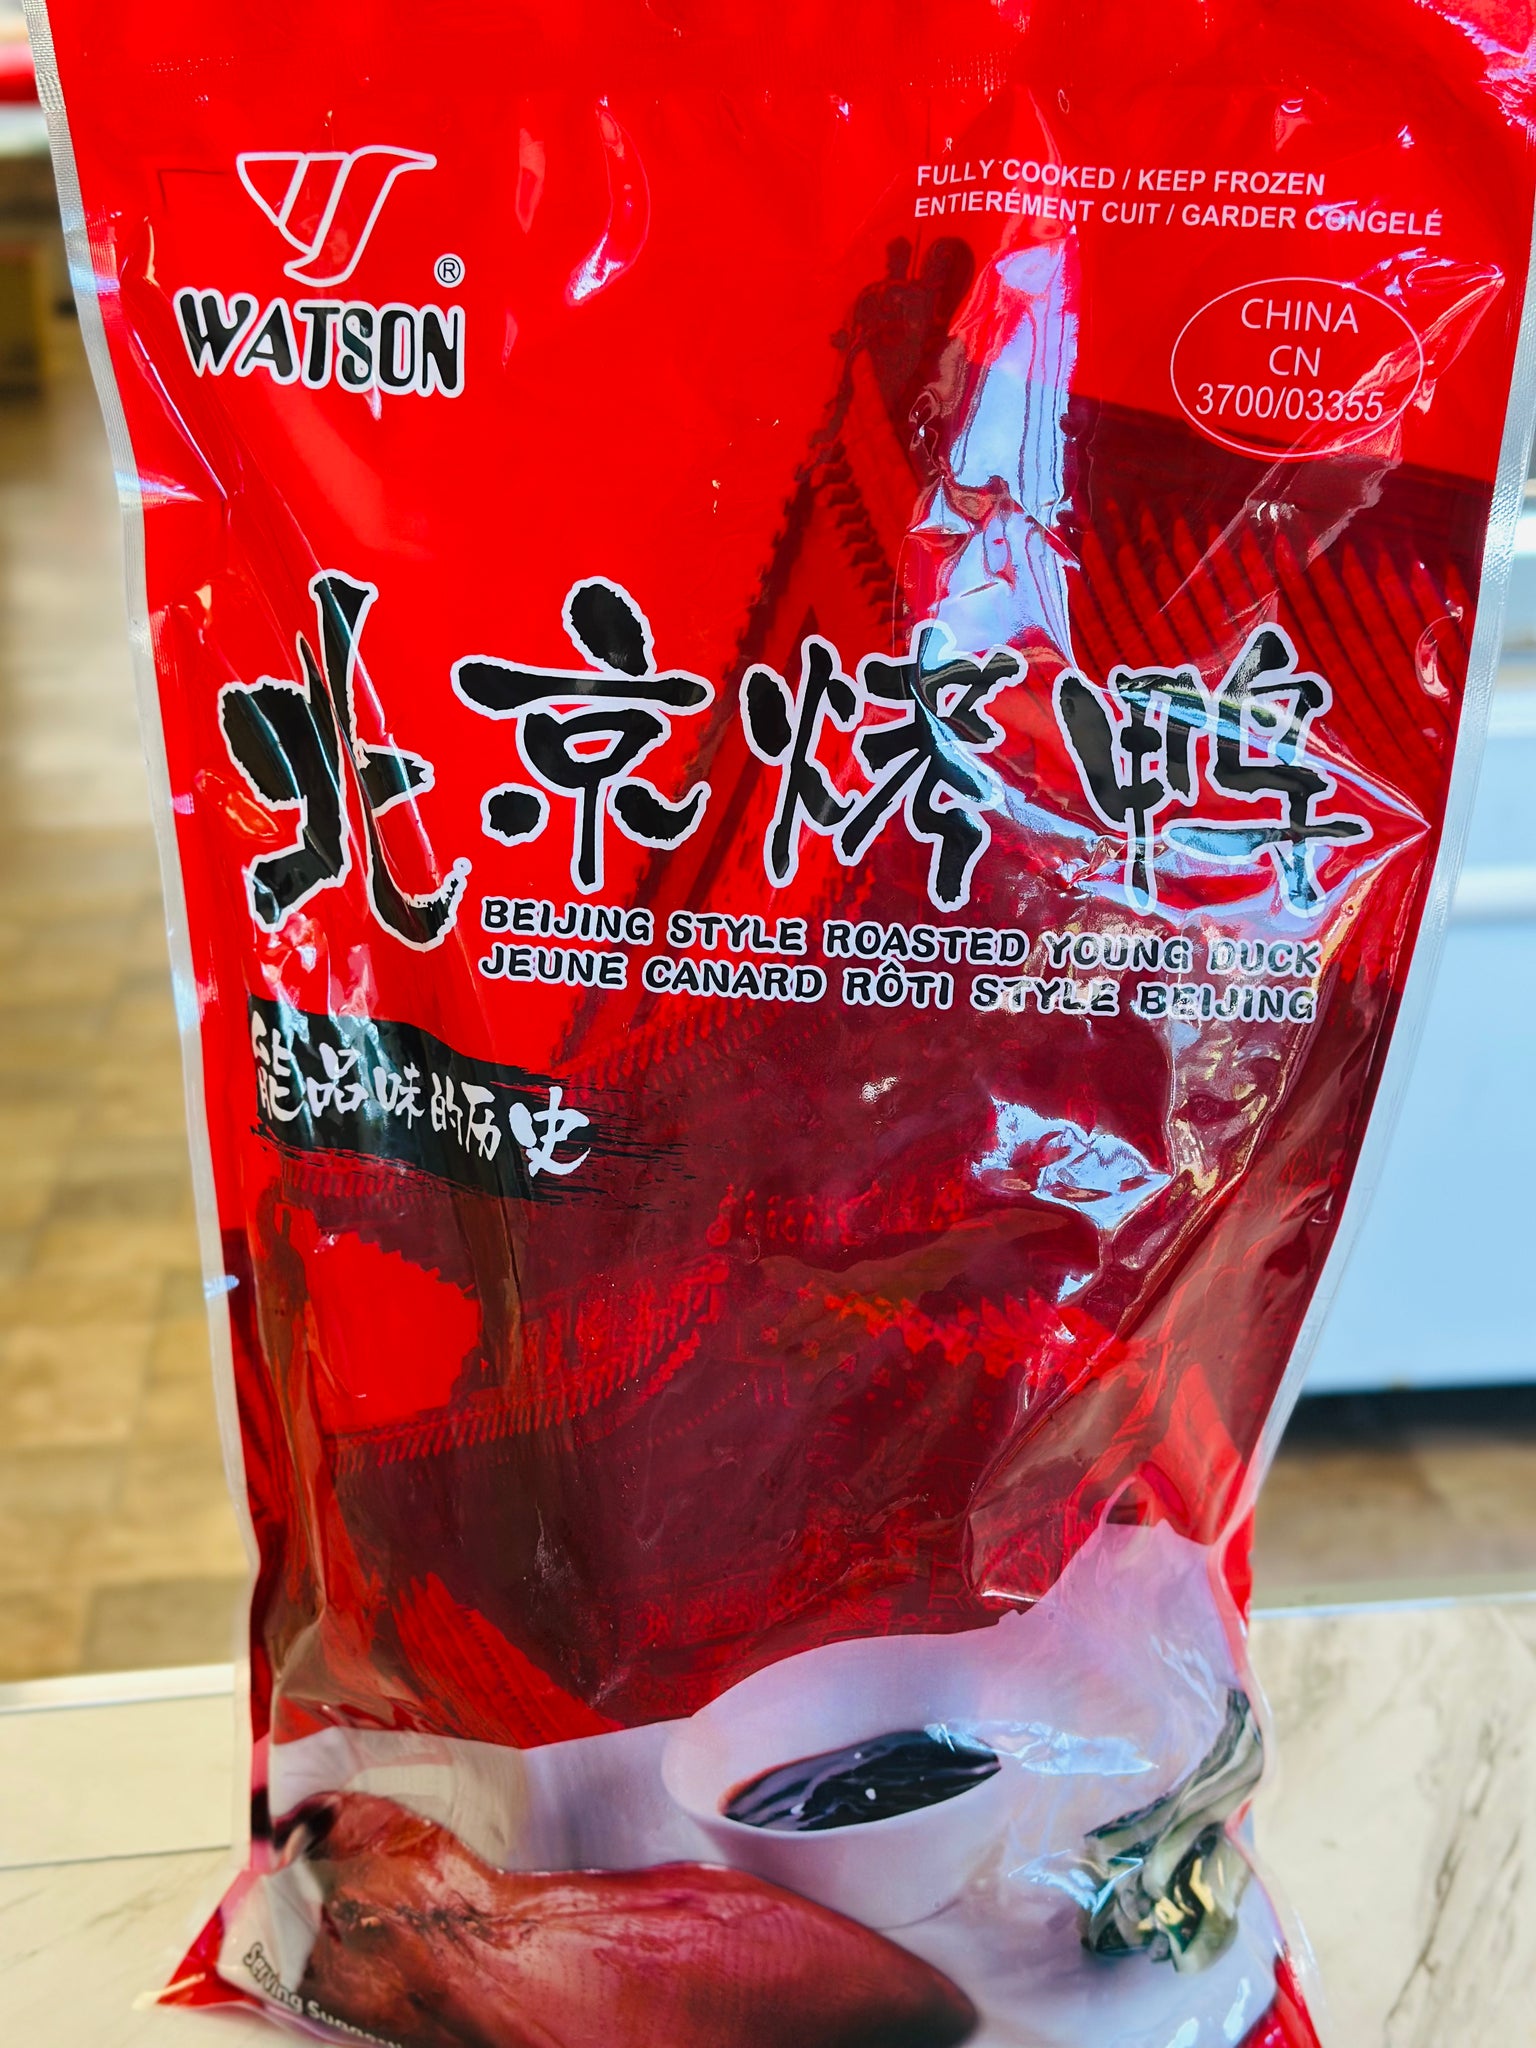 WATSON®
FULLY COOKED / KEEP FROZEN
ENTIERÉMENT CUIT / GARDER CONGELÉ
CHINA
CN
3700/03355
北京烤鸭
BEIJING STYLE ROASTED YOUNG DUCK
JEUNE CANARD RÔTI STYLE BEIJING
能品味的历史
Serving